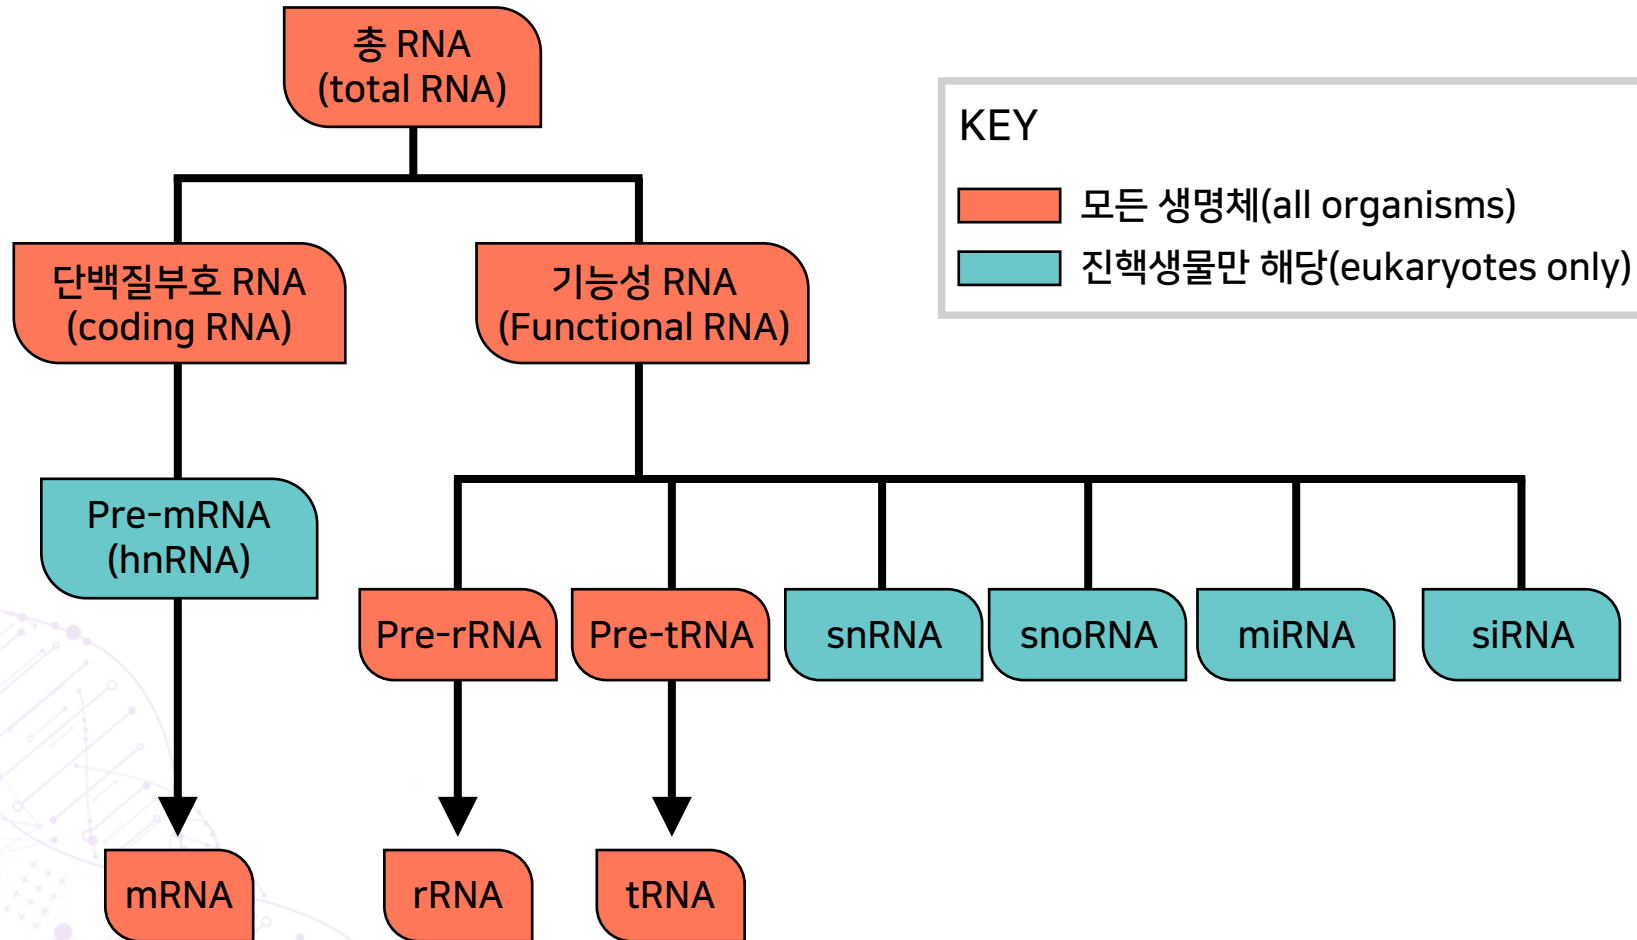 총 RNA
(total RNA)
KEY
모든 생명체(all organisms)
진핵생물만 해당(eukaryotes only)
단백질부호 RNA
(coding RNA)
기능성 RNA
(Functional RNA)
Pre-mRNA
(hnRNA)
Pre-rRNA
Pre-tRNA
snRNA
snoRNA
miRNA
siRNA
mRNA
rRNA
tRNA